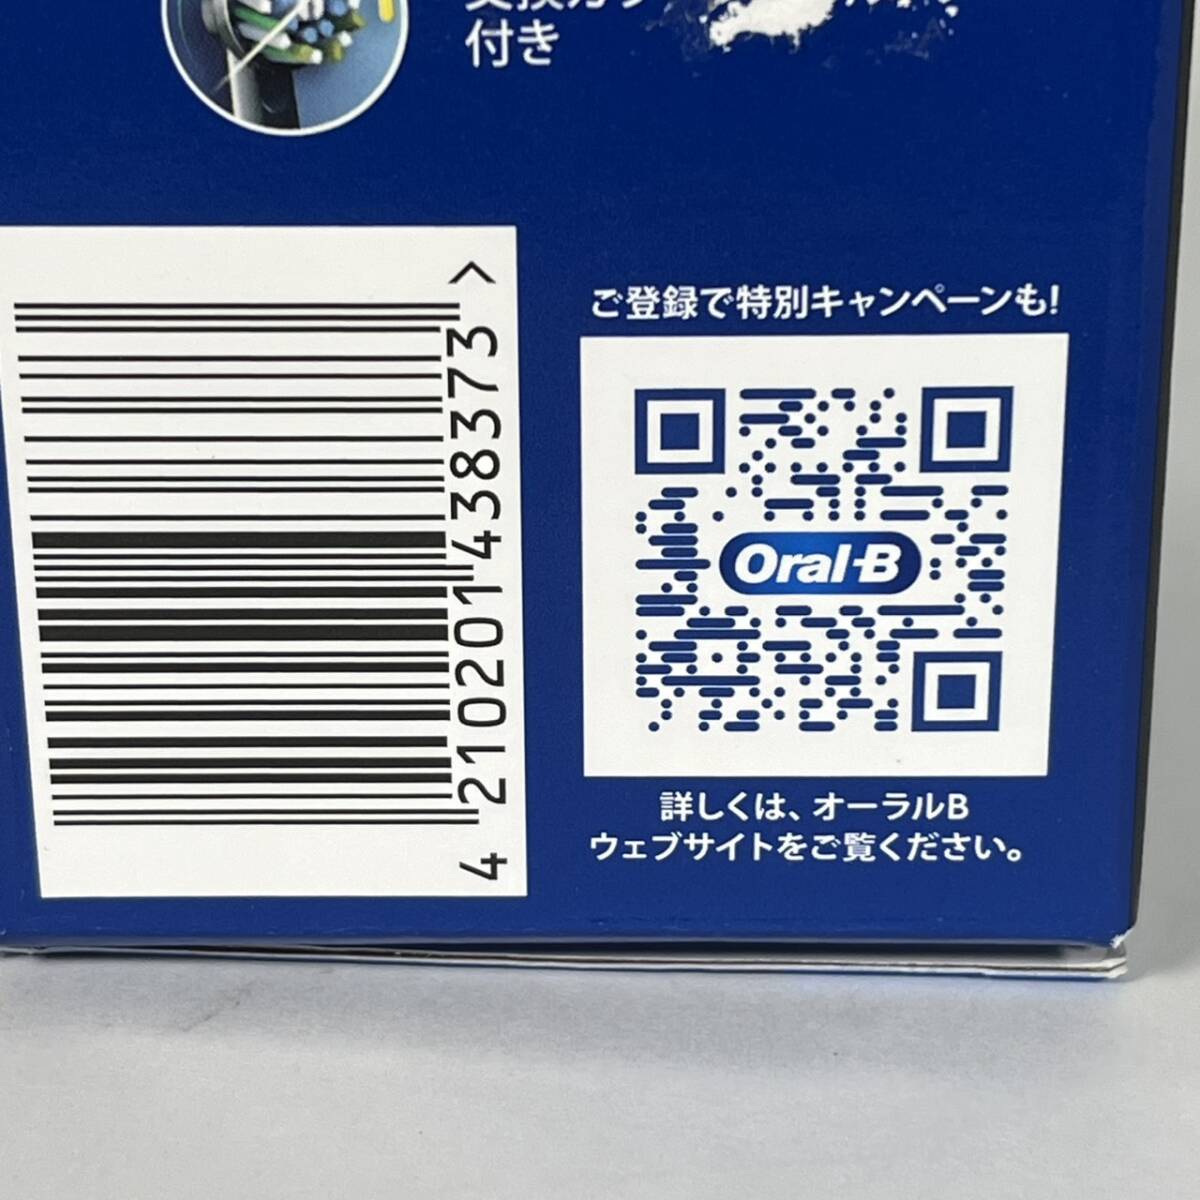 付き
ご登録で特別キャンペーンも!
Oral-B
詳しくは、オーラルB
ウェブサイトをご覧ください。
4 210201 438373 >